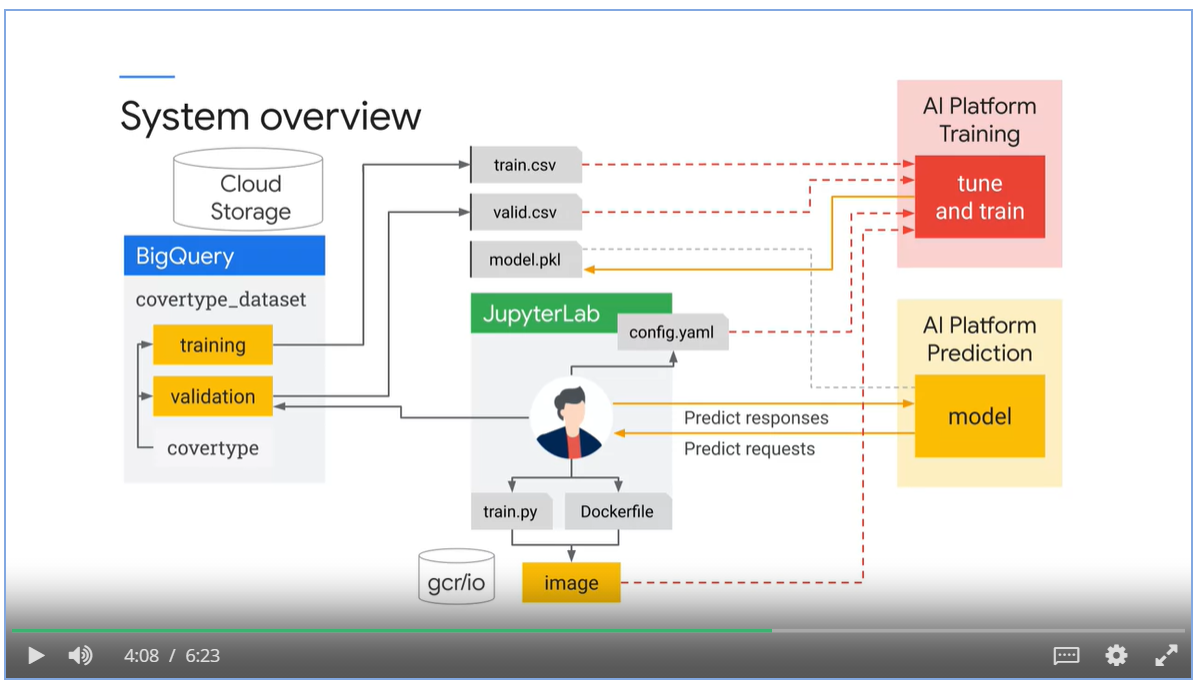 System overview
Cloud
Storage
BigQuery
covertype_dataset
training
validation
covertype
train.csv
valid.csv
model.pkl
JupyterLab
config.yaml
Predict responses
Predict requests
train.py
Dockerfile
gcr/io
image
AI Platform
Training
tune
and train
AI Platform
Prediction
model
4:08 / 6:23